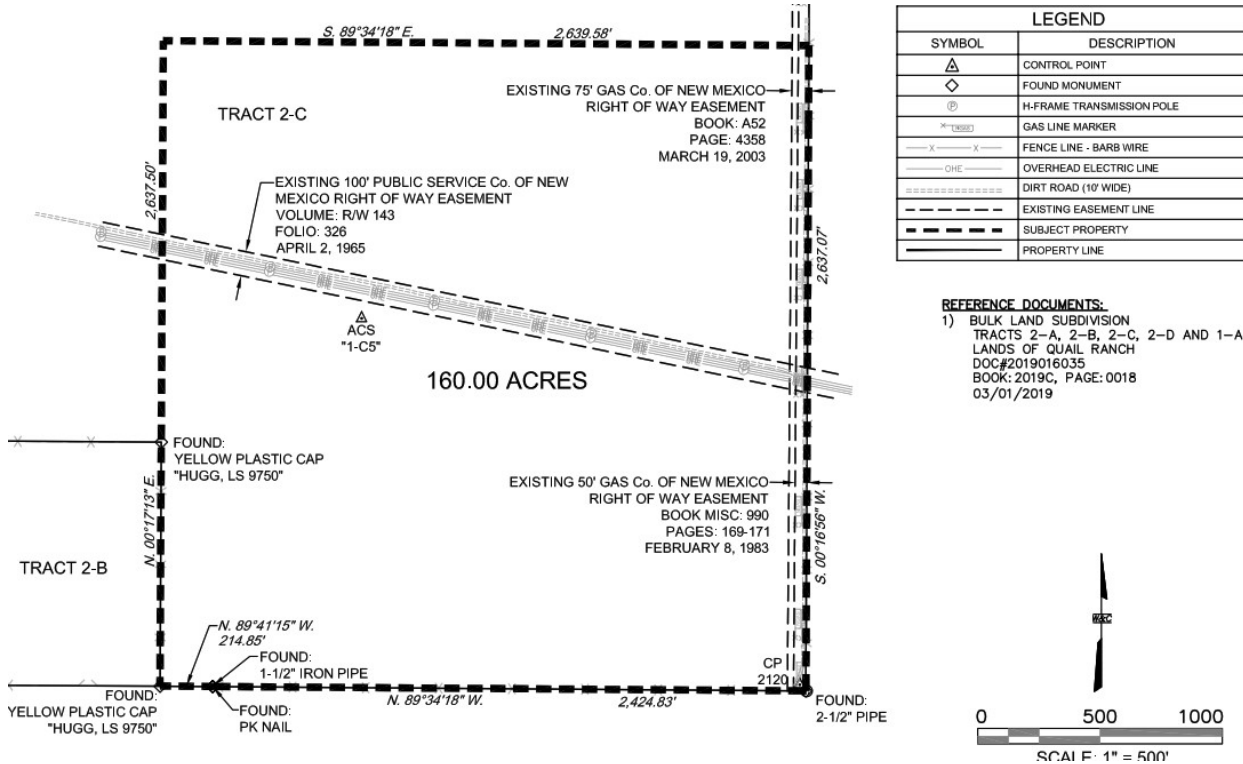 S. 89°34'18" E. 2,639.58'
TRACT 2-C
EXISTING 75' GAS Co. OF NEW MEXICO
RIGHT OF WAY EASEMENT
BOOK: A52
PAGE: 4358
MARCH 19, 2003
2,637.50'
EXISTING 100' PUBLIC SERVICE Co. OF NEW
MEXICO RIGHT OF WAY EASEMENT
VOLUME: R/W 143
FOLIO: 326
APRIL 2, 1965
2,637.07'
ACS
"1-C5"
160.00 ACRES
FOUND:
YELLOW PLASTIC CAP
"HUGG, LS 9750"
N. 00°17'13" E.
EXISTING 50' GAS Co. OF NEW MEXICO
RIGHT OF WAY EASEMENT
BOOK MISC: 990
PAGES: 169-171
FEBRUARY 8, 1983
S. 00°16'56" W.
TRACT 2-B
N. 89°41'15" W.
214.85'
FOUND:
1-1/2" IRON PIPE
CP
2120
FOUND:
YELLOW PLASTIC CAP
"HUGG, LS 9750"
FOUND:
PK NAIL
N. 89°34'18" W. 2,424.83'
FOUND:
2-1/2" PIPE
LEGEND
SYMBOL DESCRIPTION
CONTROL POINT
FOUND MONUMENT
P H-FRAME TRANSMISSION POLE
GAS LINE MARKER
X X FENCE LINE - BARB WIRE
OHE OVERHEAD ELECTRIC LINE
DIRT ROAD (10' WIDE)
EXISTING EASEMENT LINE
SUBJECT PROPERTY
PROPERTY LINE
REFERENCE DOCUMENTS:
1) BULK LAND SUBDIVISION
TRACTS 2-A, 2-B, 2-C, 2-D AND 1-A
LANDS OF QUAIL RANCH
DOC#2019016035
BOOK: 2019C, PAGE: 0018
03/01/2019
0 500 1000
SCALE: 1" = 500'